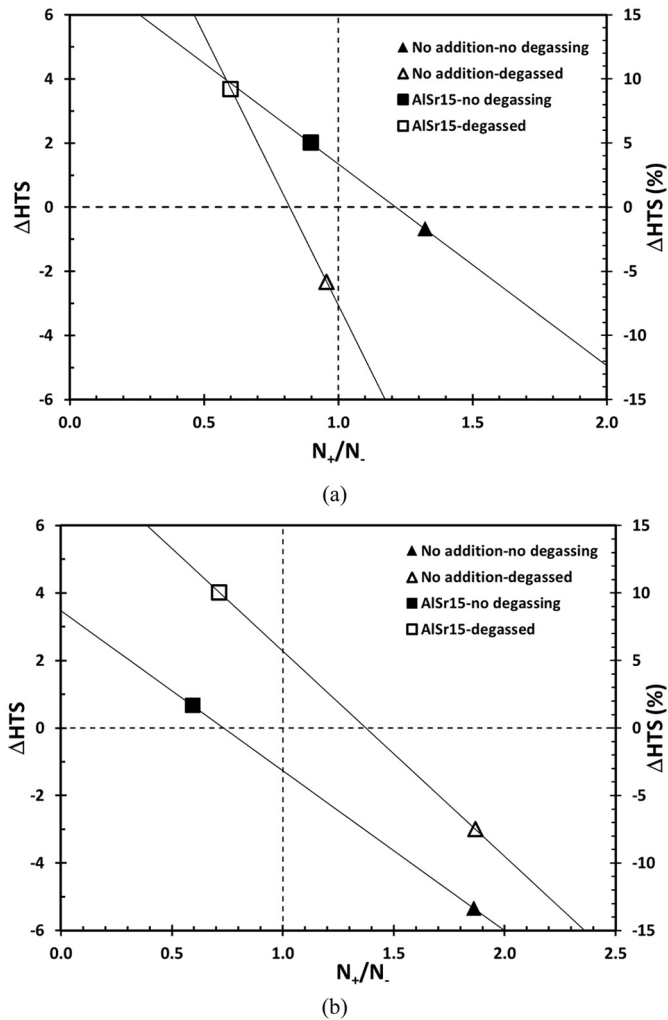 6
4
2
0
-2
-4
-6
ΔHTS
15
10
5
0
-5
-10
-15
ΔHTS (%)
No addition-no degassing
No addition-degassed
AlSr15-no degassing
AlSr15-degassed
0.0 0.5 1.0 1.5 2.0
N+/N-
(a)
6
4
2
0
-2
-4
-6
ΔHTS
15
10
5
0
-5
-10
-15
ΔHTS (%)
No addition-no degassing
No addition-degassed
AlSr15-no degassing
AlSr15-degassed
0.0 0.5 1.0 1.5 2.0 2.5
N+/N-
(b)